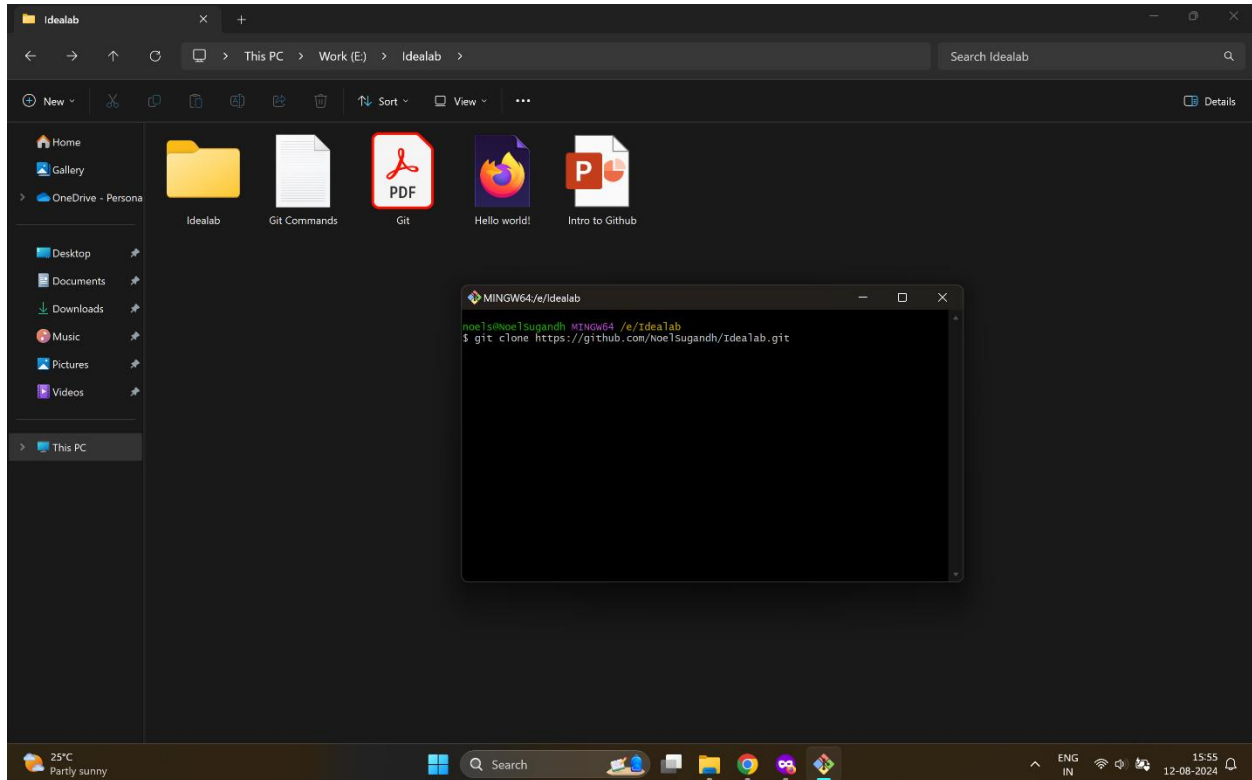 Idealab
This PC > Work (E:) > Idealab >
Search Idealab
New
Sort
View
Details
Home
Gallery
OneDrive - Persona
Desktop
Documents
Downloads
Music
Pictures
Videos
This PC
PDF
P
Idealab
Git Commands
Git
Hello world!
Intro to Github
MINGW64:/e/Idealab
noels@NoelSugandh MINGW64 /e/Idealab
$ git clone https://github.com/NoelSugandh/Idealab.git
25°C
Partly sunny
Search
ENG
IN
15:55
12-08-2024